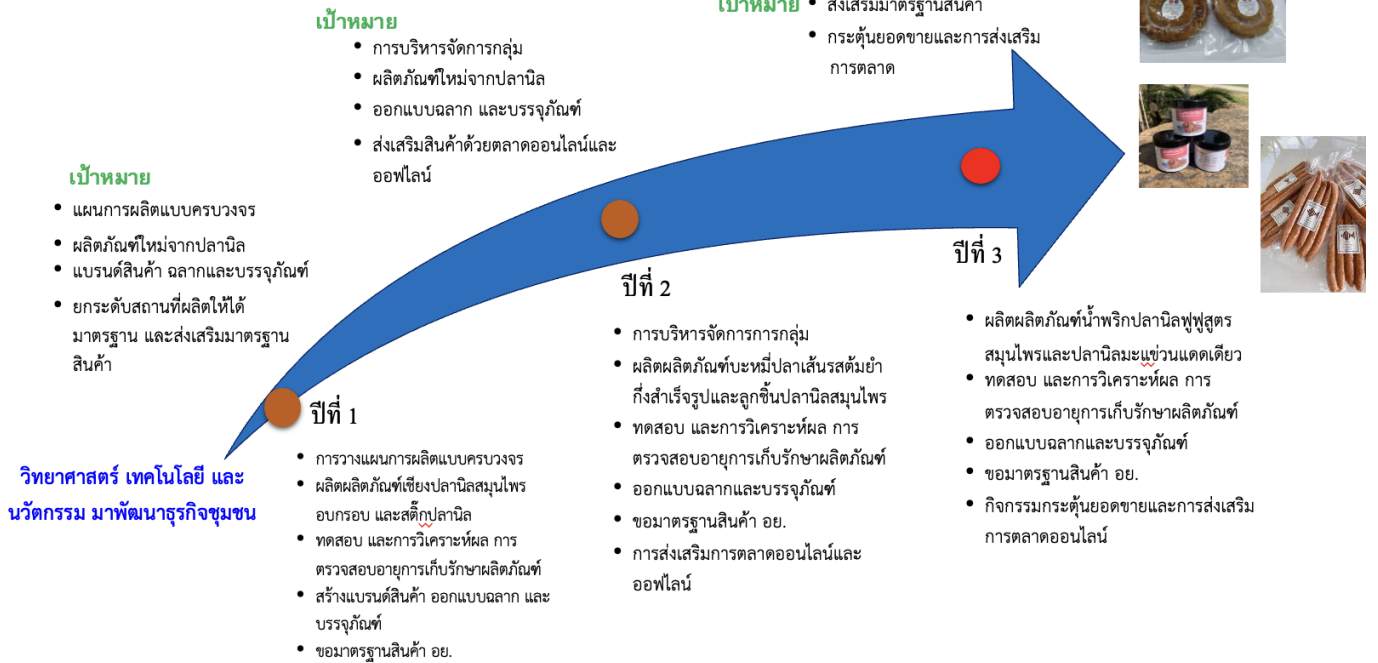 เป้าหมาย
• ส่งเสริมมาตรฐานสินค้า
• กระตุ้นยอดขายและการส่งเสริม
การตลาด
เป้าหมาย
• การบริหารจัดการกลุ่ม
• ผลิตภัณฑ์ใหม่จากปลานิล
• ออกแบบฉลาก และบรรจุภัณฑ์
• ส่งเสริมสินค้าด้วยตลาดออนไลน์และ
ออฟไลน์
เป้าหมาย
• แผนการผลิตแบบครบวงจร
• ผลิตภัณฑ์ใหม่จากปลานิล
• แบรนด์สินค้า ฉลากและบรรจุภัณฑ์
• ยกระดับสถานที่ผลิตให้ได้
มาตรฐาน และส่งเสริมมาตรฐาน
สินค้า
วิทยาศาสตร์ เทคโนโลยี และ
นวัตกรรม มาพัฒนาธุรกิจชุมชน
ปีที่ 1
• การวางแผนการผลิตแบบครบวงจร
• ผลิตผลิตภัณฑ์เชียงปลานิลสมุนไพร
อบกรอบ และสติ๊กปลานิล
• ทดสอบ และการวิเคราะห์ผล การ
ตรวจสอบอายุการเก็บรักษาผลิตภัณฑ์
• สร้างแบรนด์สินค้า ออกแบบฉลาก และ
บรรจุภัณฑ์
• ขอมาตรฐานสินค้า อย.
ปีที่ 2
• การบริหารจัดการการกลุ่ม
• ผลิตผลิตภัณฑ์บะหมี่ปลาเส้นรสต้มยำ
กึ่งสำเร็จรูปและลูกชิ้นปลานิลสมุนไพร
• ทดสอบ และการวิเคราะห์ผล การ
ตรวจสอบอายุการเก็บรักษาผลิตภัณฑ์
• ออกแบบฉลากและบรรจุภัณฑ์
• ขอมาตรฐานสินค้า อย.
• การส่งเสริมการตลาดออนไลน์และ
ออฟไลน์
ปีที่ 3
• ผลิตผลิตภัณฑ์น้ำพริกปลานิลฟูฟูสูตร
สมุนไพรและปลานิลมะแข่วนแดดเดียว
• ทดสอบ และการวิเคราะห์ผล การ
ตรวจสอบอายุการเก็บรักษาผลิตภัณฑ์
• ออกแบบฉลากและบรรจุภัณฑ์
• ขอมาตรฐานสินค้า อย.
• กิจกรรมกระตุ้นยอดขายและการส่งเสริม
การตลาดออนไลน์